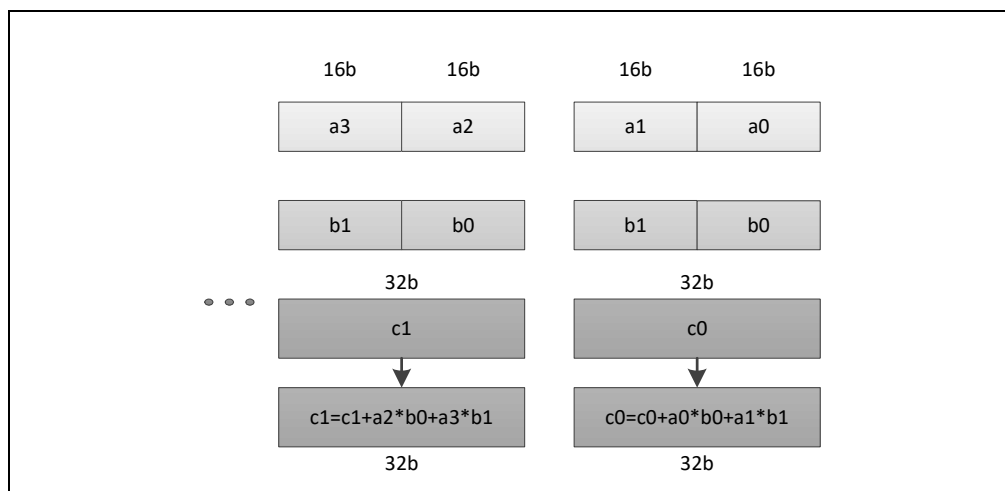 16b 16b 16b 16b
a3 a2 a1 a0
b1 b0 b1 b0
32b 32b
c1 c0
c1=c1+a2*b0+a3*b1 c0=c0+a0*b0+a1*b1
32b 32b